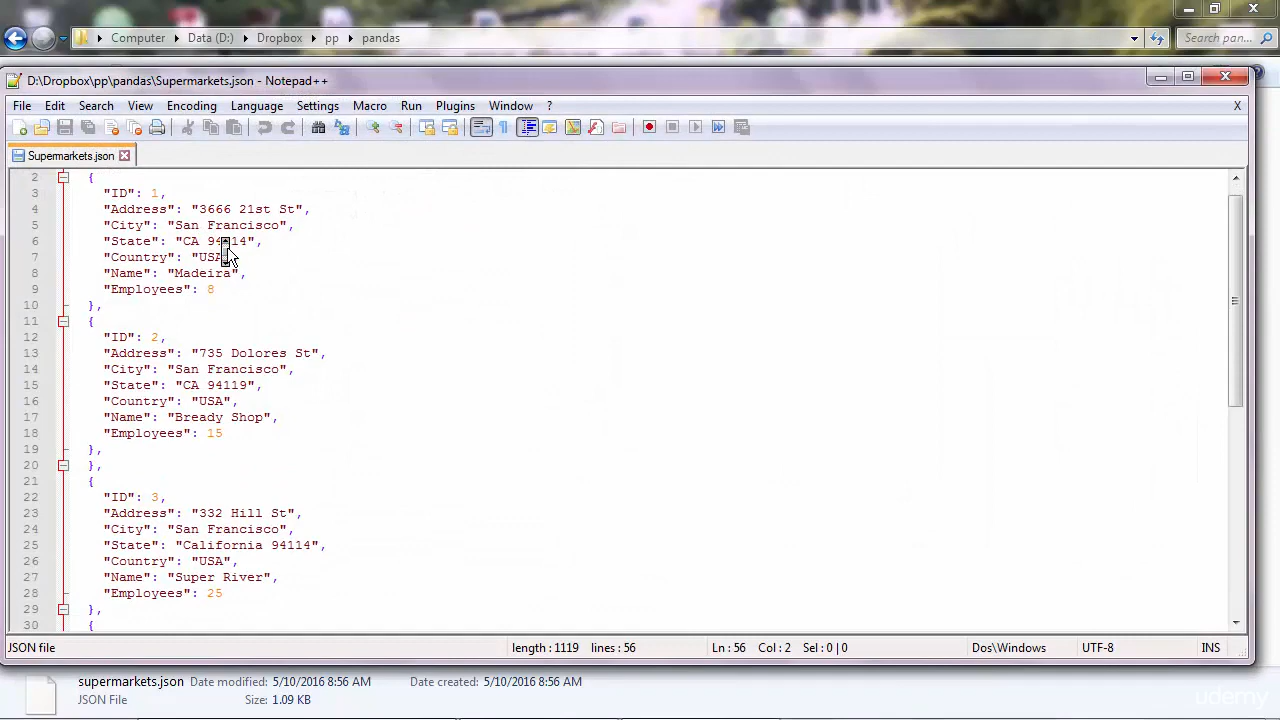 Computer Data (D:) Dropbox pp pandas
Search pan...
D:\Dropbox\pp\pandas\Supermarkets.json - Notepad++
File Edit Search View Encoding Language Settings Macro Run Plugins Window ? X
Supermarkets.json
2 {
3 "ID": 1,
4 "Address": "3666 21st St",
5 "City": "San Francisco",
6 "State": "CA 94114",
7 "Country": "USA
8 "Name": "Madeira",
9 "Employees": 8
10 },
11 {
12 "ID": 2,
13 "Address": "735 Dolores St",
14 "City": "San Francisco",
15 "State": "CA 94119",
16 "Country": "USA",
17 "Name": "Bready Shop",
18 "Employees": 15
19 },
20 },
21 {
22 "ID": 3,
23 "Address": "332 Hill St",
24 "City": "San Francisco",
25 "State": "California 94114",
26 "Country": "USA",
27 "Name": "Super River",
28 "Employees": 25
29 },
30 {
JSON file length : 1119 lines : 56 Ln : 56 Col : 2 Sel : 0 | 0 Dos\Windows UTF-8 INS
supermarkets.json Date modified: 5/10/2016 8:56 AM Date created: 5/10/2016 8:56 AM
JSON File Size: 1.09 KB
udemy